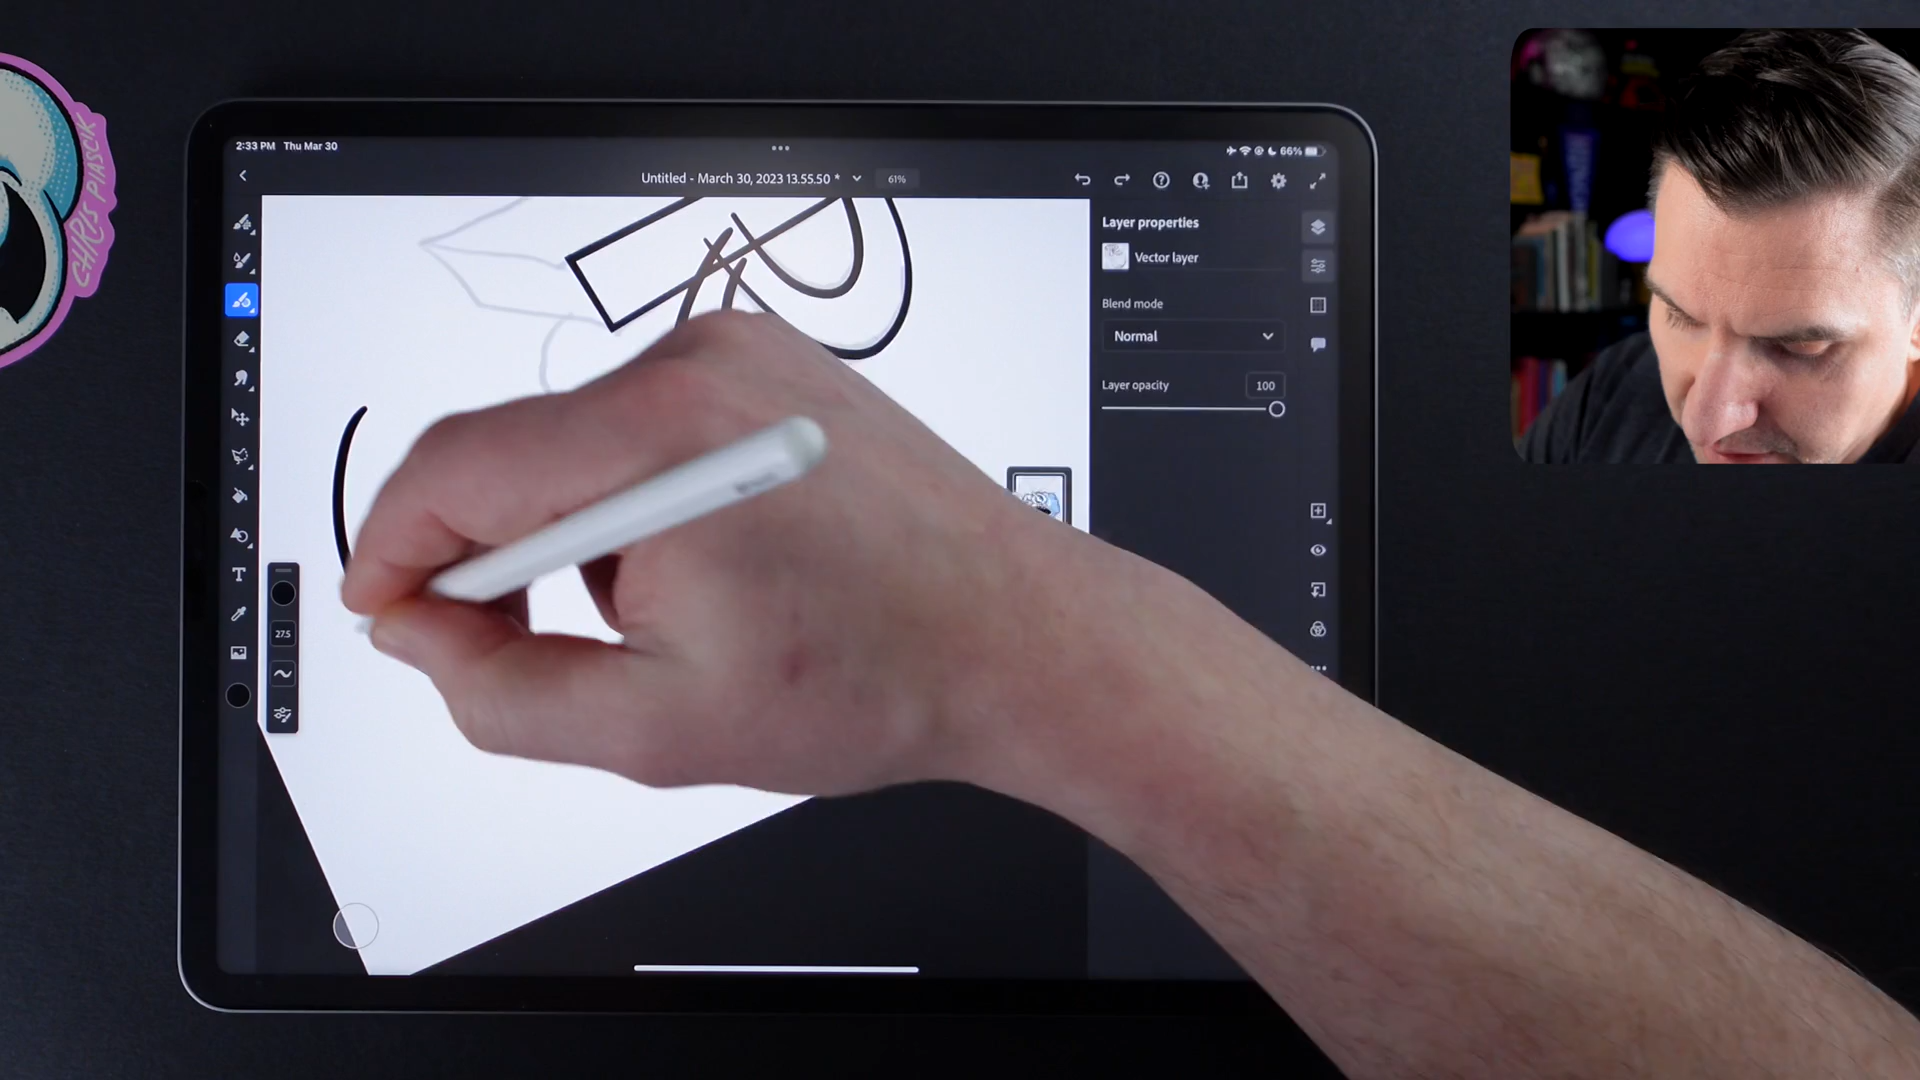 2:33 PM Thu Mar 30
66%
Untitled - March 30, 2023 13.55.50 *
61%
CHRIS PIASCIK
Layer properties
Vector layer
Blend mode
Normal
Layer opacity
100
T
27.5